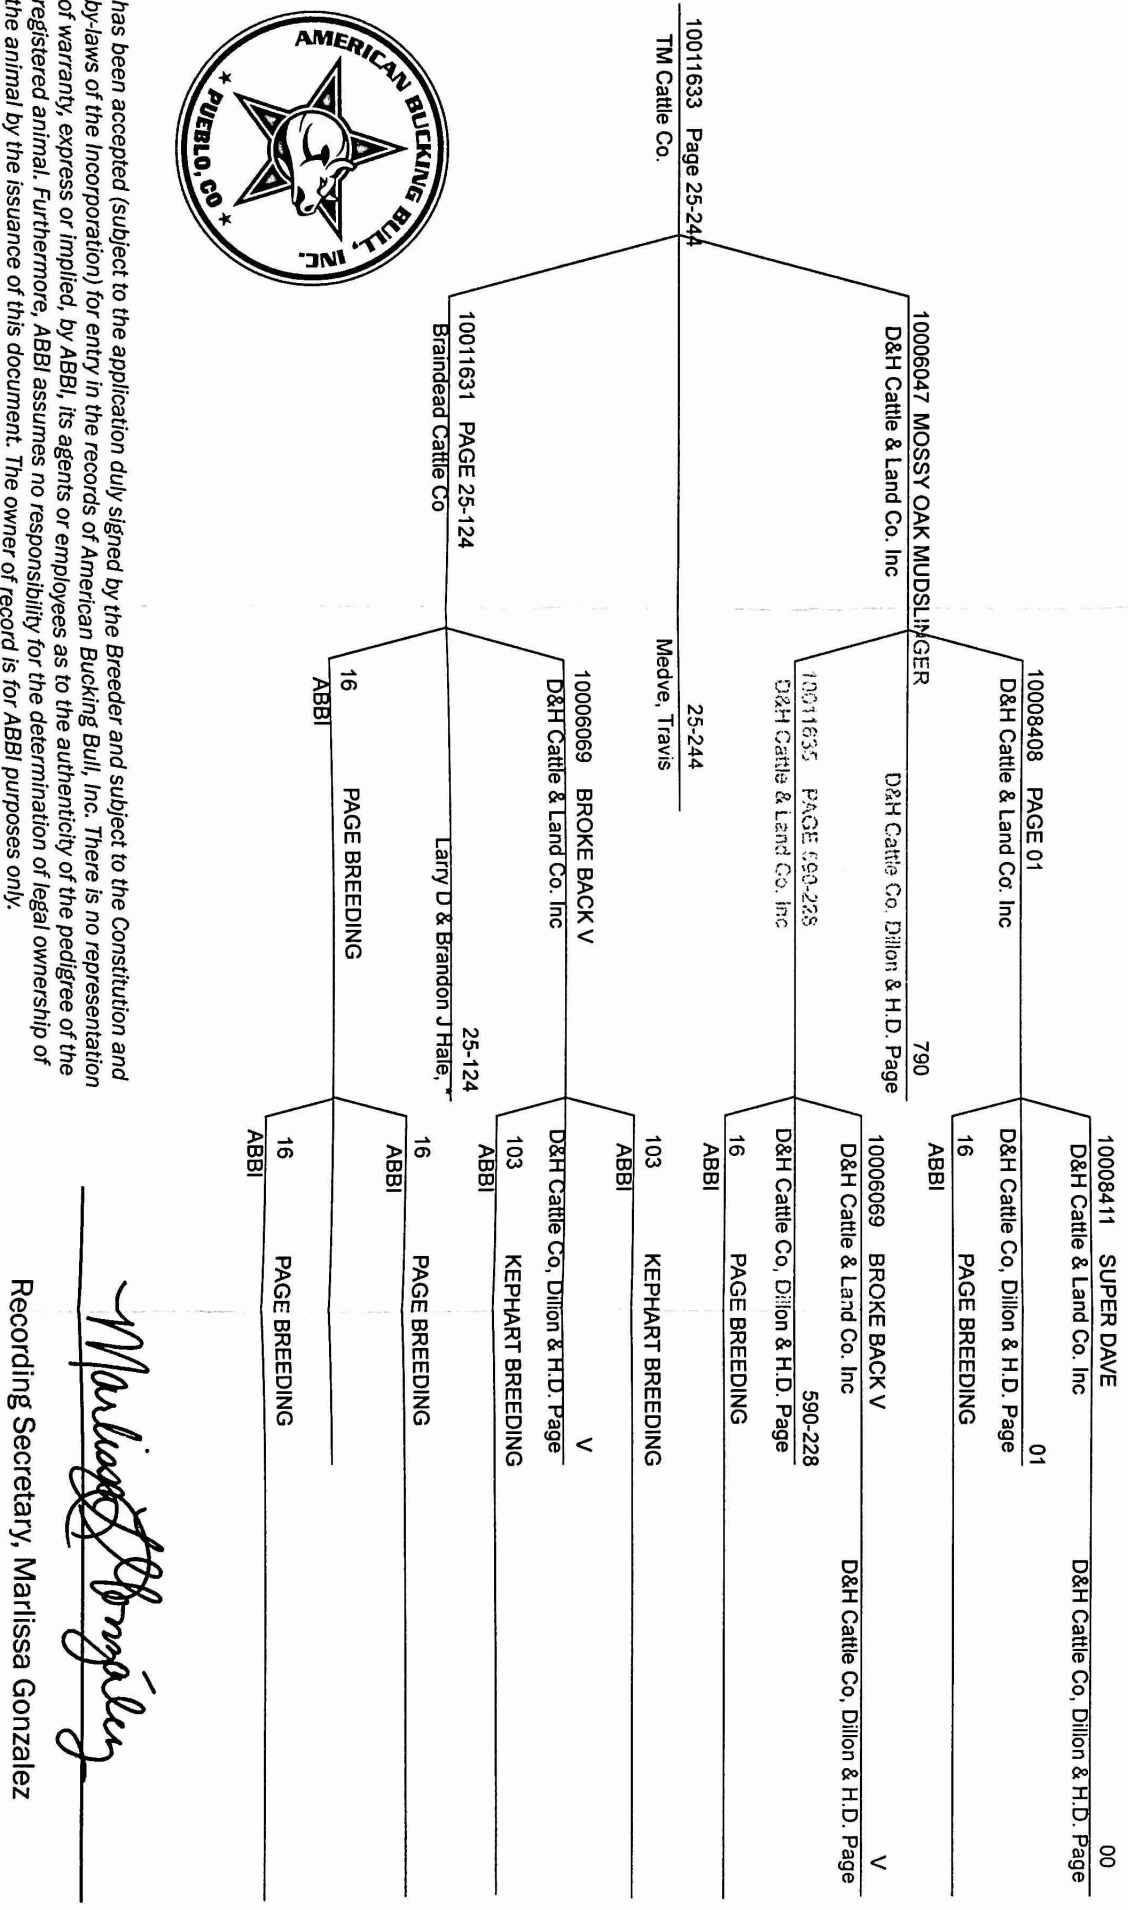 10008411 SUPER DAVE 00
D&H Cattle & Land Co. Inc D&H Cattle Co, Dillon & H.D. Page
10008408 PAGE 01 01
D&H Cattle & Land Co. Inc D&H Cattle Co, Dillon & H.D. Page
16 PAGE BREEDING
ABBI
10006047 MOSSY OAK MUDSLINGER 790
D&H Cattle & Land Co. Inc D&H Cattle Co, Dillon & H.D. Page
10006069 BROKE BACK V V
D&H Cattle & Land Co. Inc D&H Cattle Co, Dillon & H.D. Page
10011635 PAGE 590-228 590-228
D&H Cattle & Land Co. Inc D&H Cattle Co, Dillon & H.D. Page
16 PAGE BREEDING
ABBI
10011633 Page 25-244 25-244
TM Cattle Co. Medve, Travis
103 KEPHART BREEDING
ABBI
10006069 BROKE BACK V V
D&H Cattle & Land Co. Inc D&H Cattle Co, Dillon & H.D. Page
103 KEPHART BREEDING
ABBI
10011631 PAGE 25-124 25-124
Braindead Cattle Co Larry D & Brandon J Hale, *
16 PAGE BREEDING
ABBI
16 PAGE BREEDING
ABBI
16 PAGE BREEDING
ABBI
AMERICAN BUCKING BULL, INC.
★ PUEBLO, CO ★
has been accepted (subject to the application duly signed by the Breeder and subject to the Constitution and
by-laws of the Incorporation) for entry in the records of American Bucking Bull, Inc. There is no representation
of warranty, express or implied, by ABBI, its agents or employees as to the authenticity of the pedigree of the
registered animal. Furthermore, ABBI assumes no responsibility for the determination of legal ownership of
the animal by the issuance of this document. The owner of record is for ABBI purposes only.
Marlissa Gonzalez
Recording Secretary, Marlissa Gonzalez